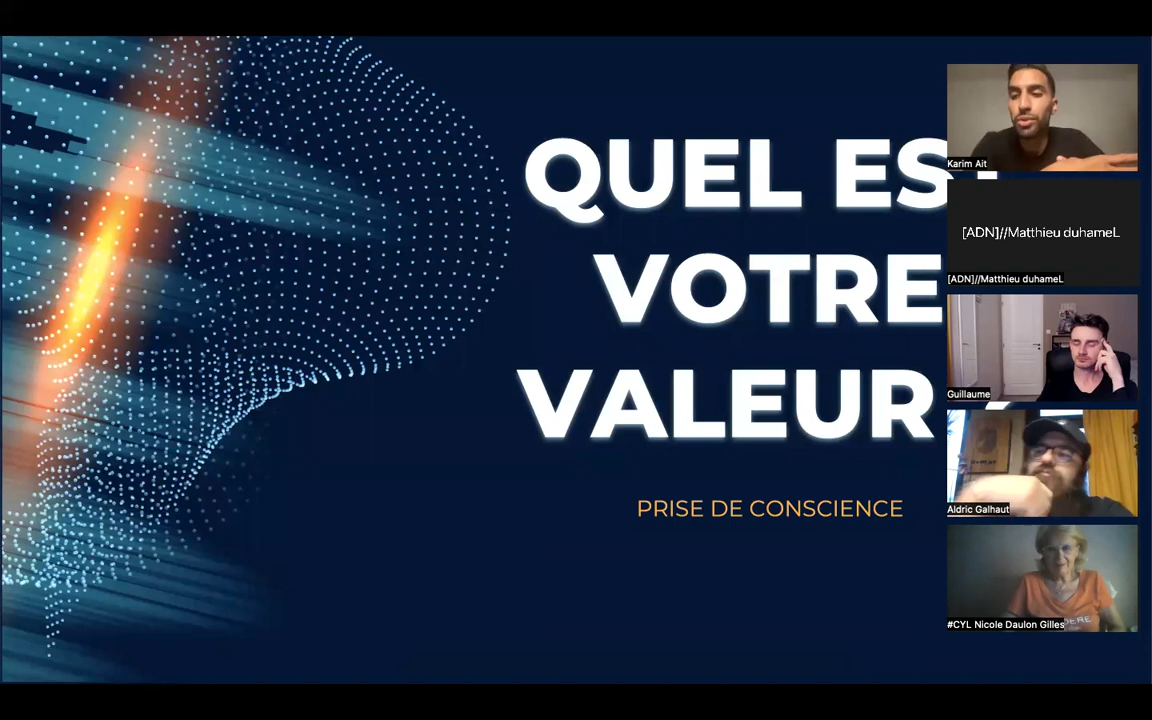 QUEL ES
VOTRE
VALEUR
PRISE DE CONSCIENCE
Karim Ait
[ADN]//Matthieu duhameL
[ADN]//Matthieu duhameL
Guillaume
Aldric Galhaut
#CYL Nicole Daulon Gilles